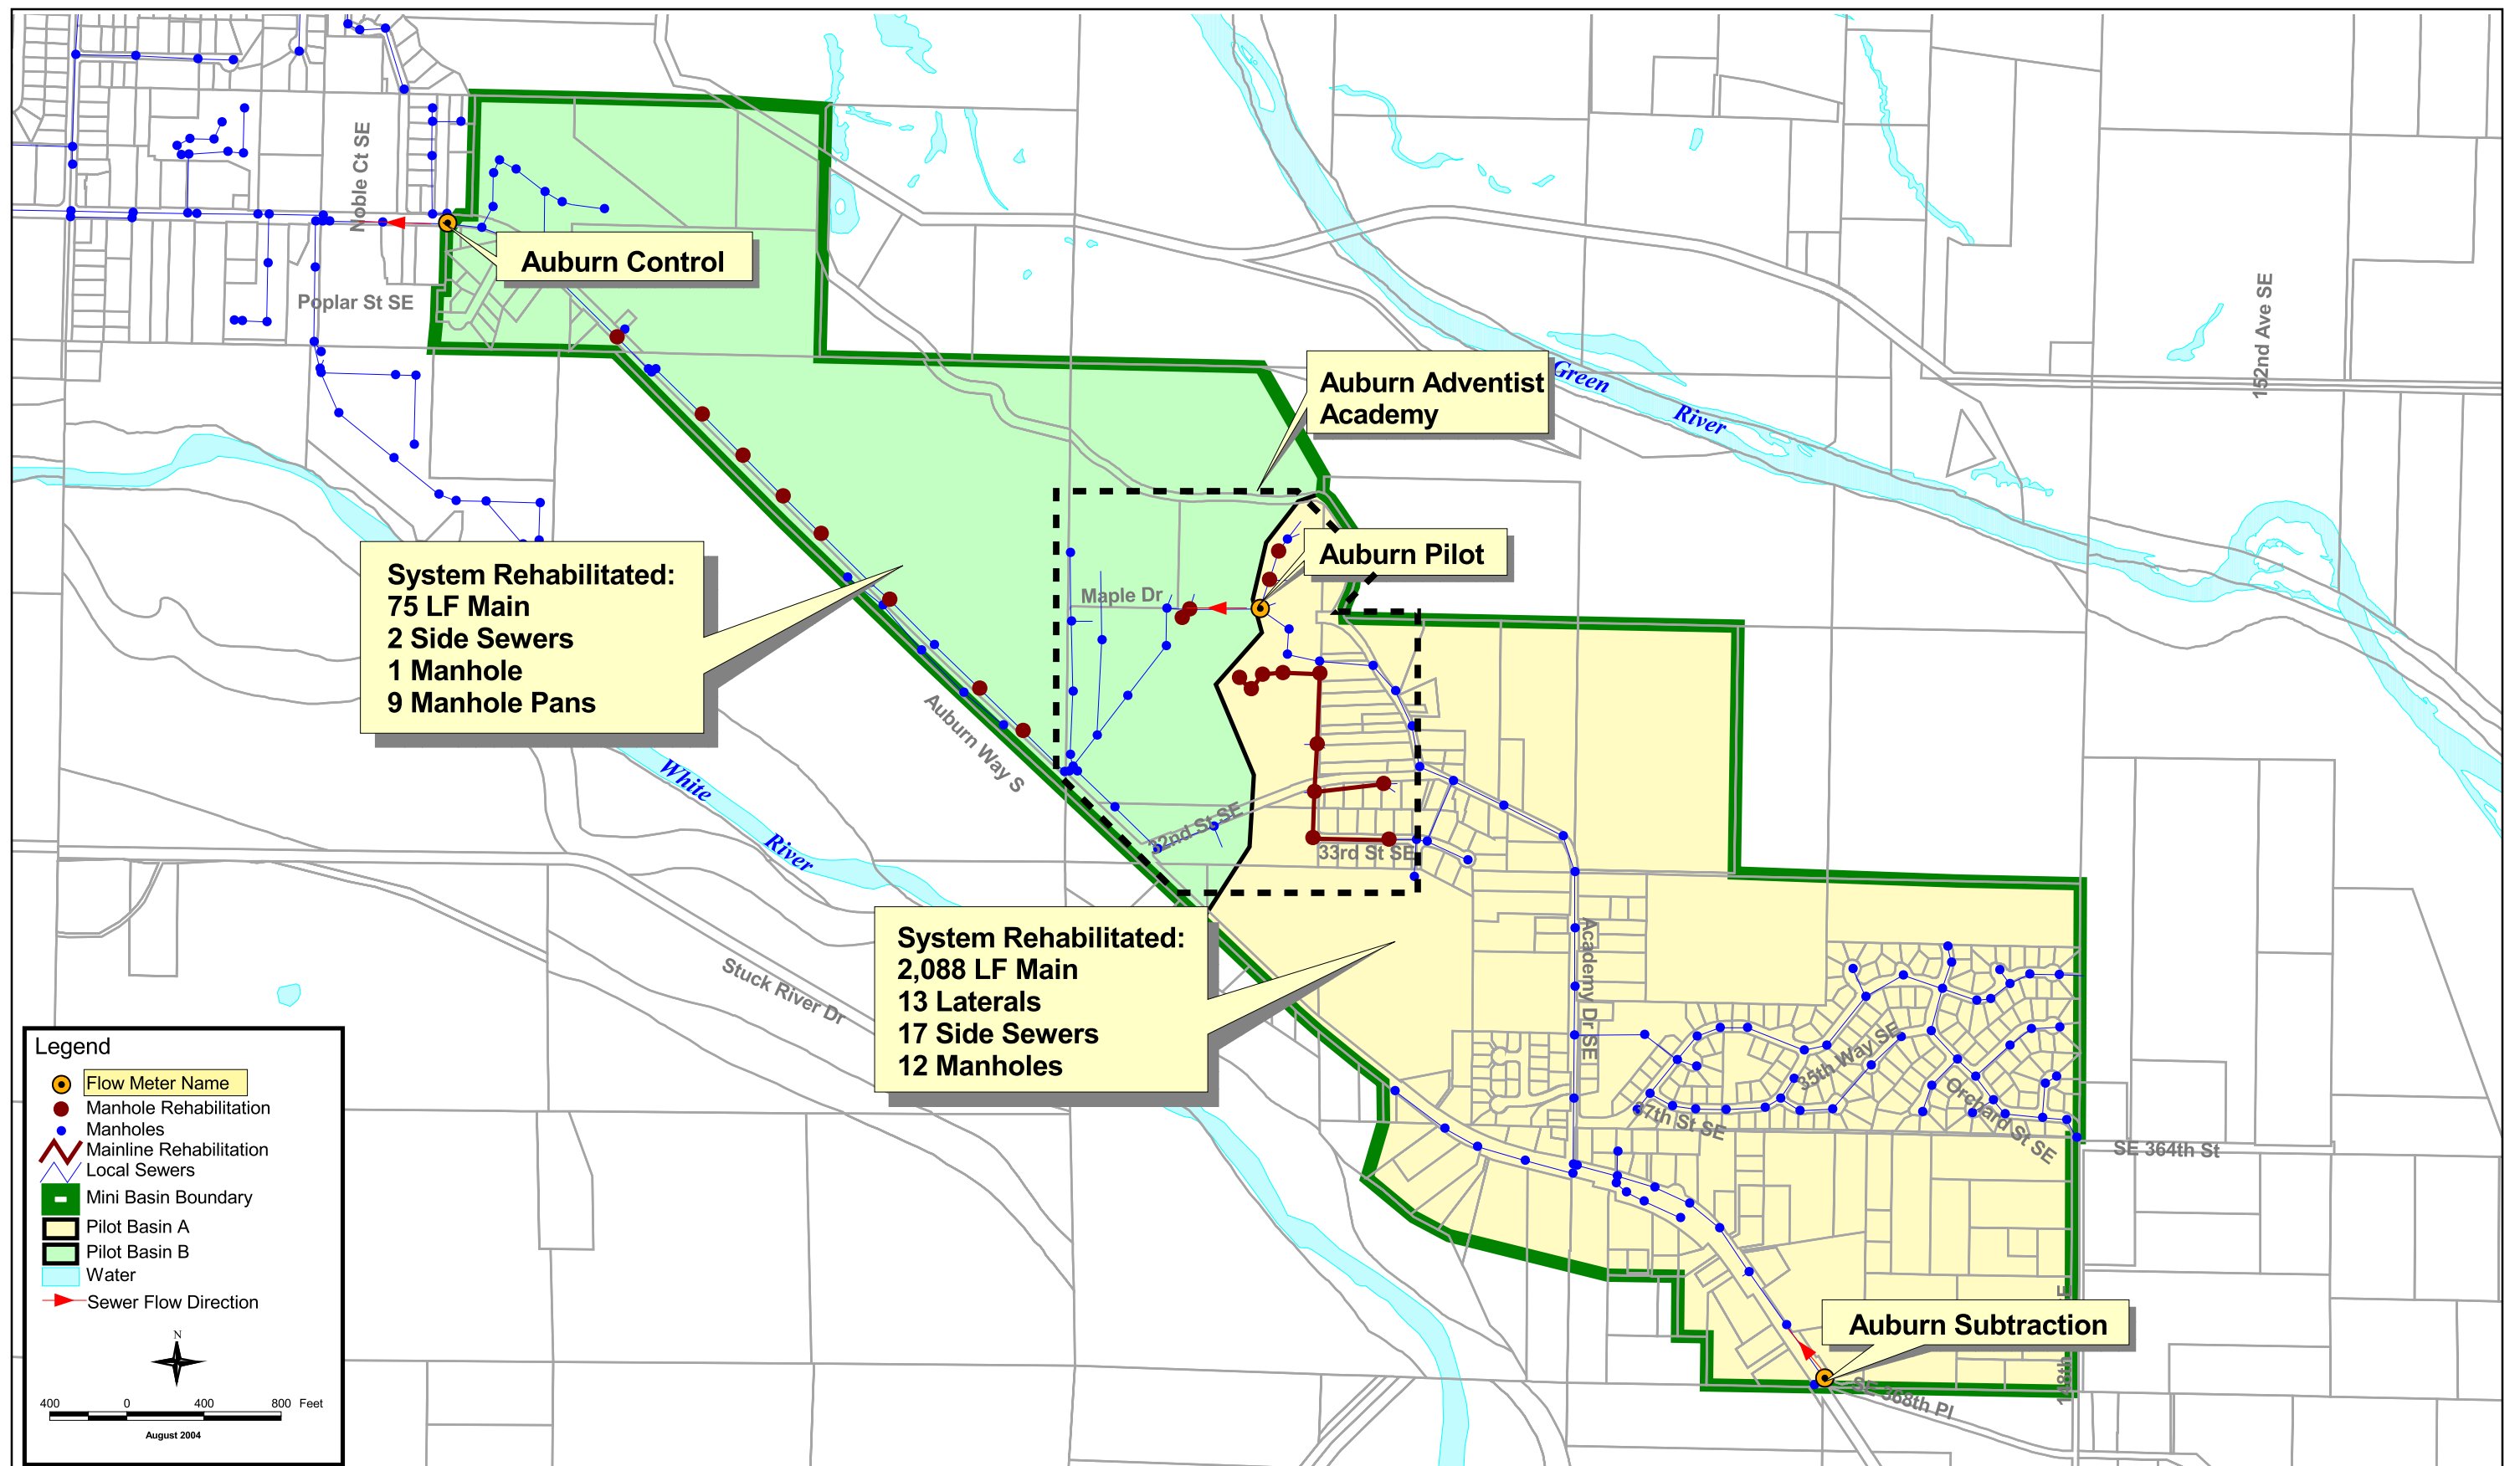 Noble Ct SE
Auburn Control
Poplar St SE
152nd Ave SE
Green
River
Auburn Adventist
Academy
Auburn Pilot
System Rehabilitated:
75 LF Main
2 Side Sewers
1 Manhole
9 Manhole Pans
Maple Dr
Auburn Way S
White
River
32nd St SE
33rd St SE
System Rehabilitated:
2,088 LF Main
13 Laterals
17 Side Sewers
12 Manholes
Stuck River Dr
Academy Dr SE
35th Way SE
Orchard St SE
37th St SE
SE 364th St
Auburn Subtraction
148th
E
SE 368th Pl
Legend
Flow Meter Name
Manhole Rehabilitation
Manholes
Mainline Rehabilitation
Local Sewers
Mini Basin Boundary
Pilot Basin A
Pilot Basin B
Water
Sewer Flow Direction
N
400 0 400 800 Feet
August 2004